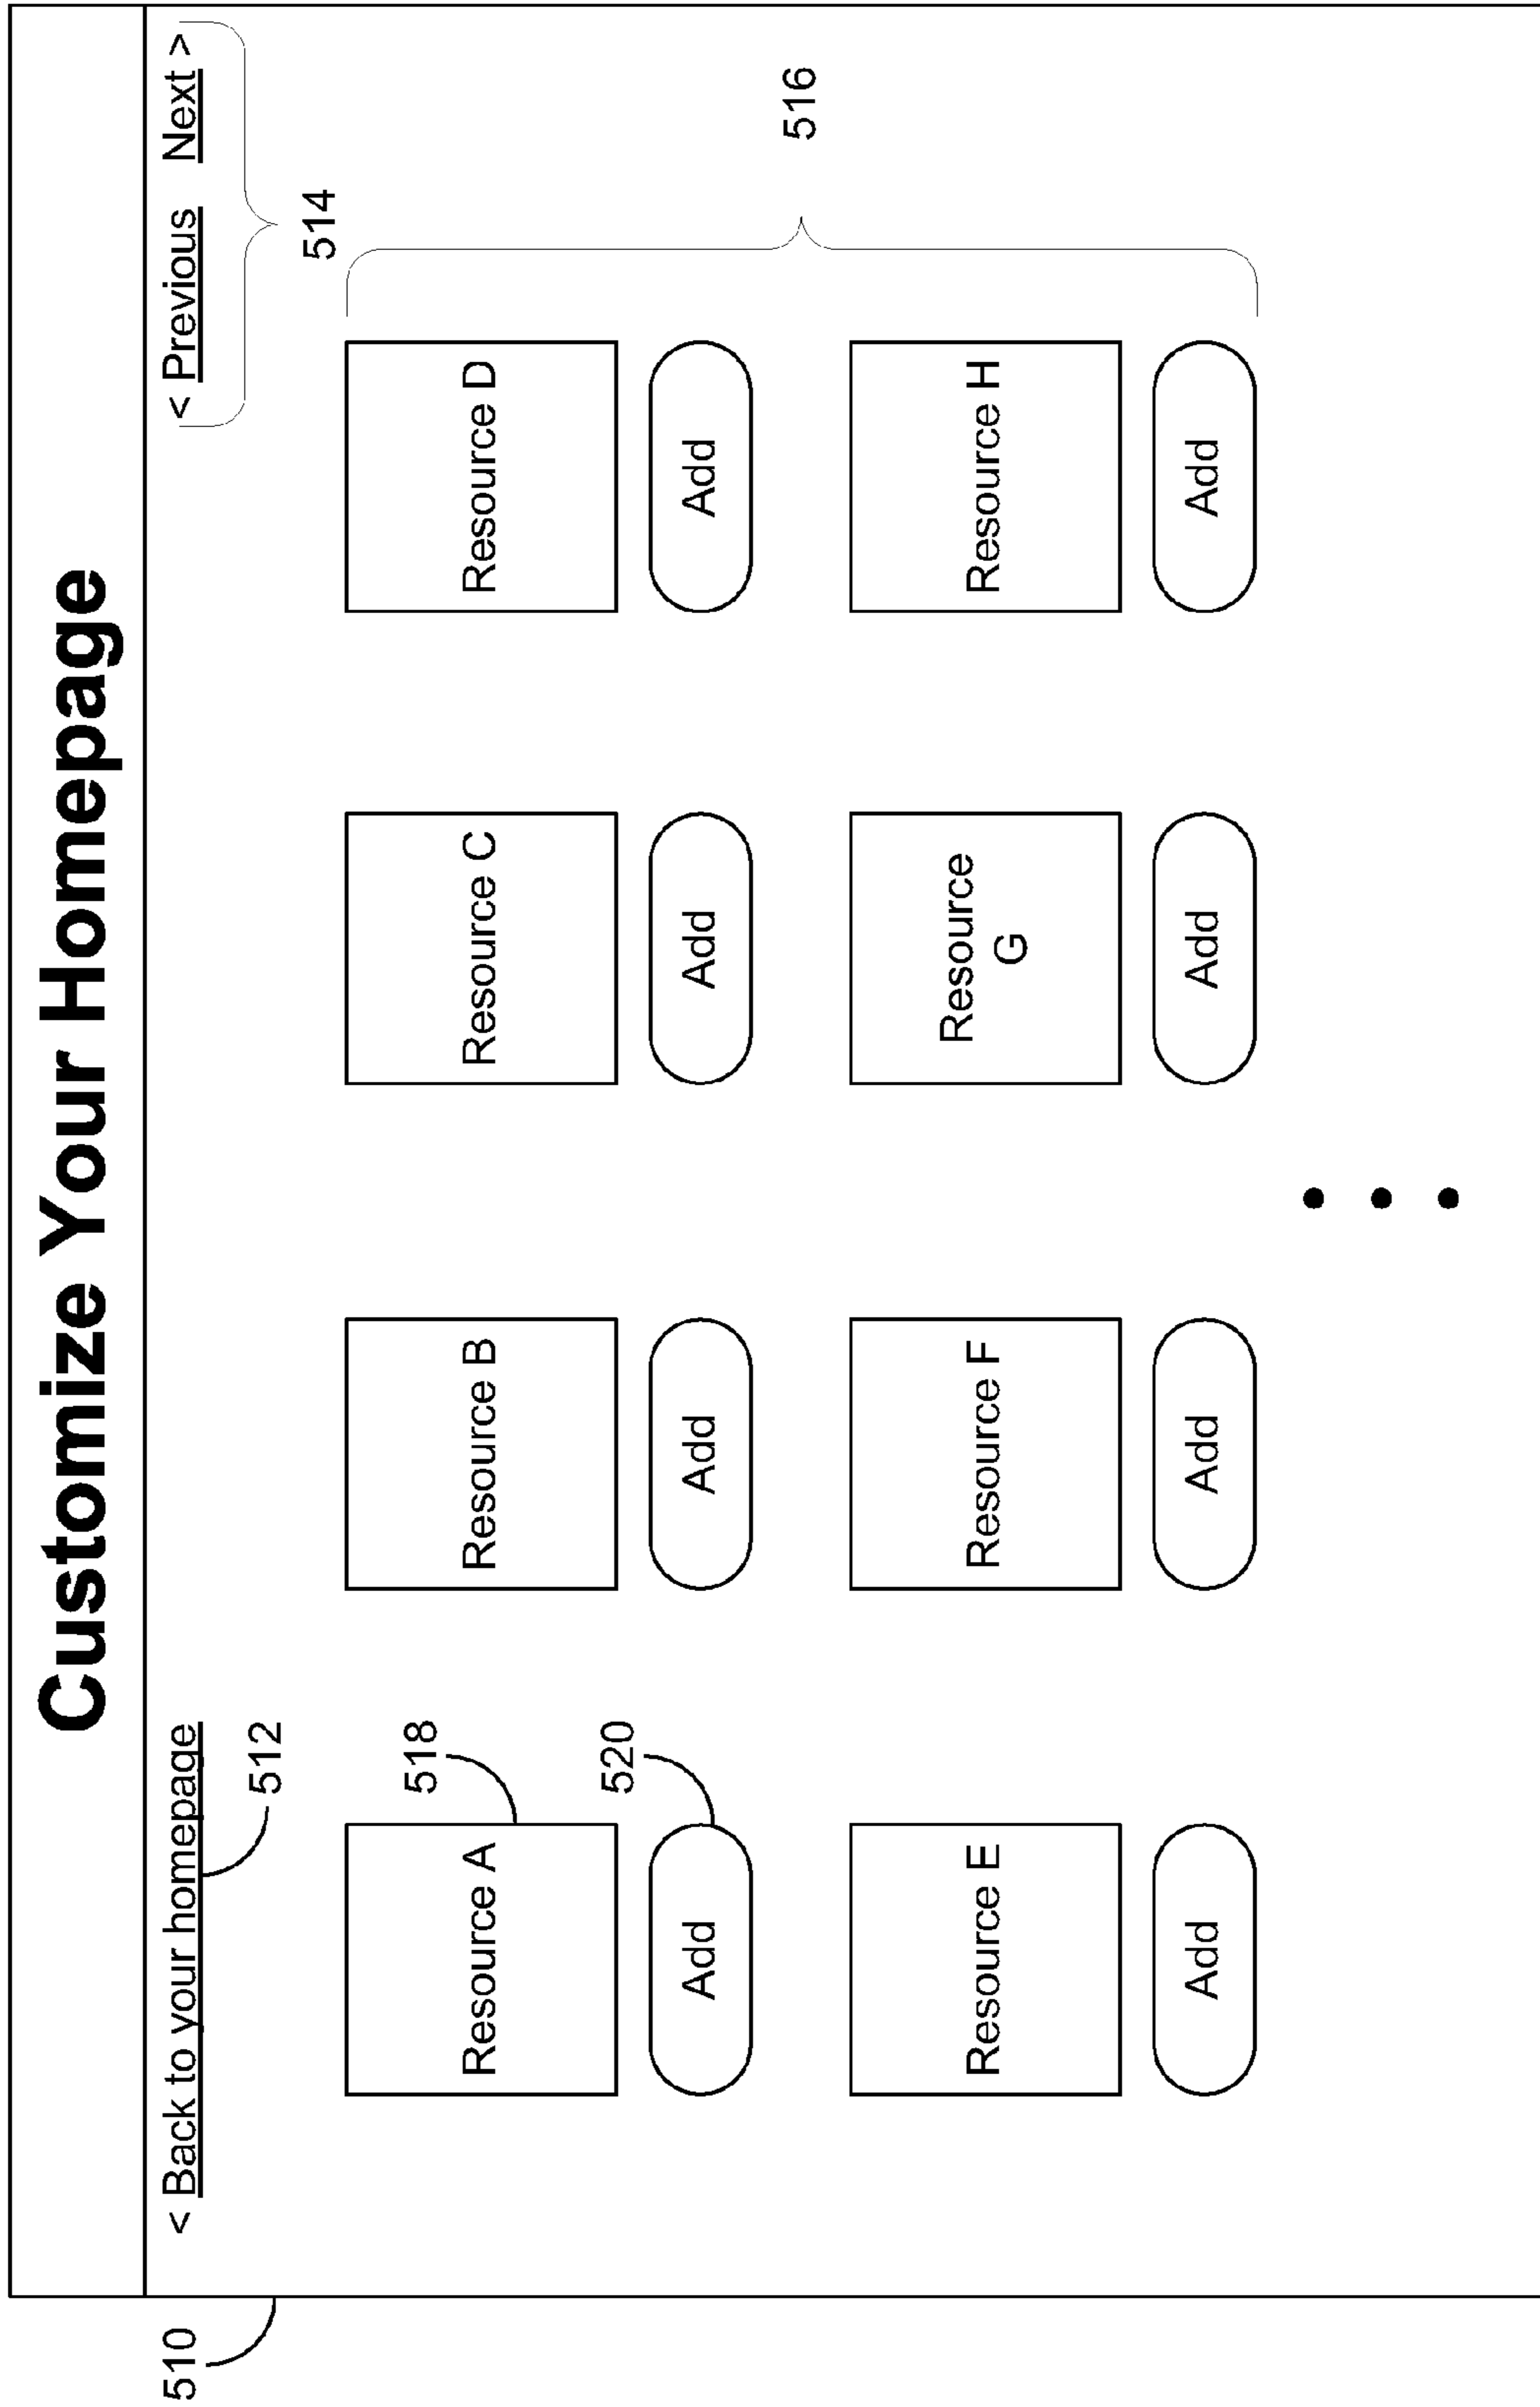 Customize Your Homepage
510
< Back to your homepage
< Previous Next >
512
514
518
Resource A
Resource B
Resource C
Resource D
520
Add
Add
Add
Add
516
Resource E
Resource F
Resource
G
Resource H
Add
Add
Add
Add